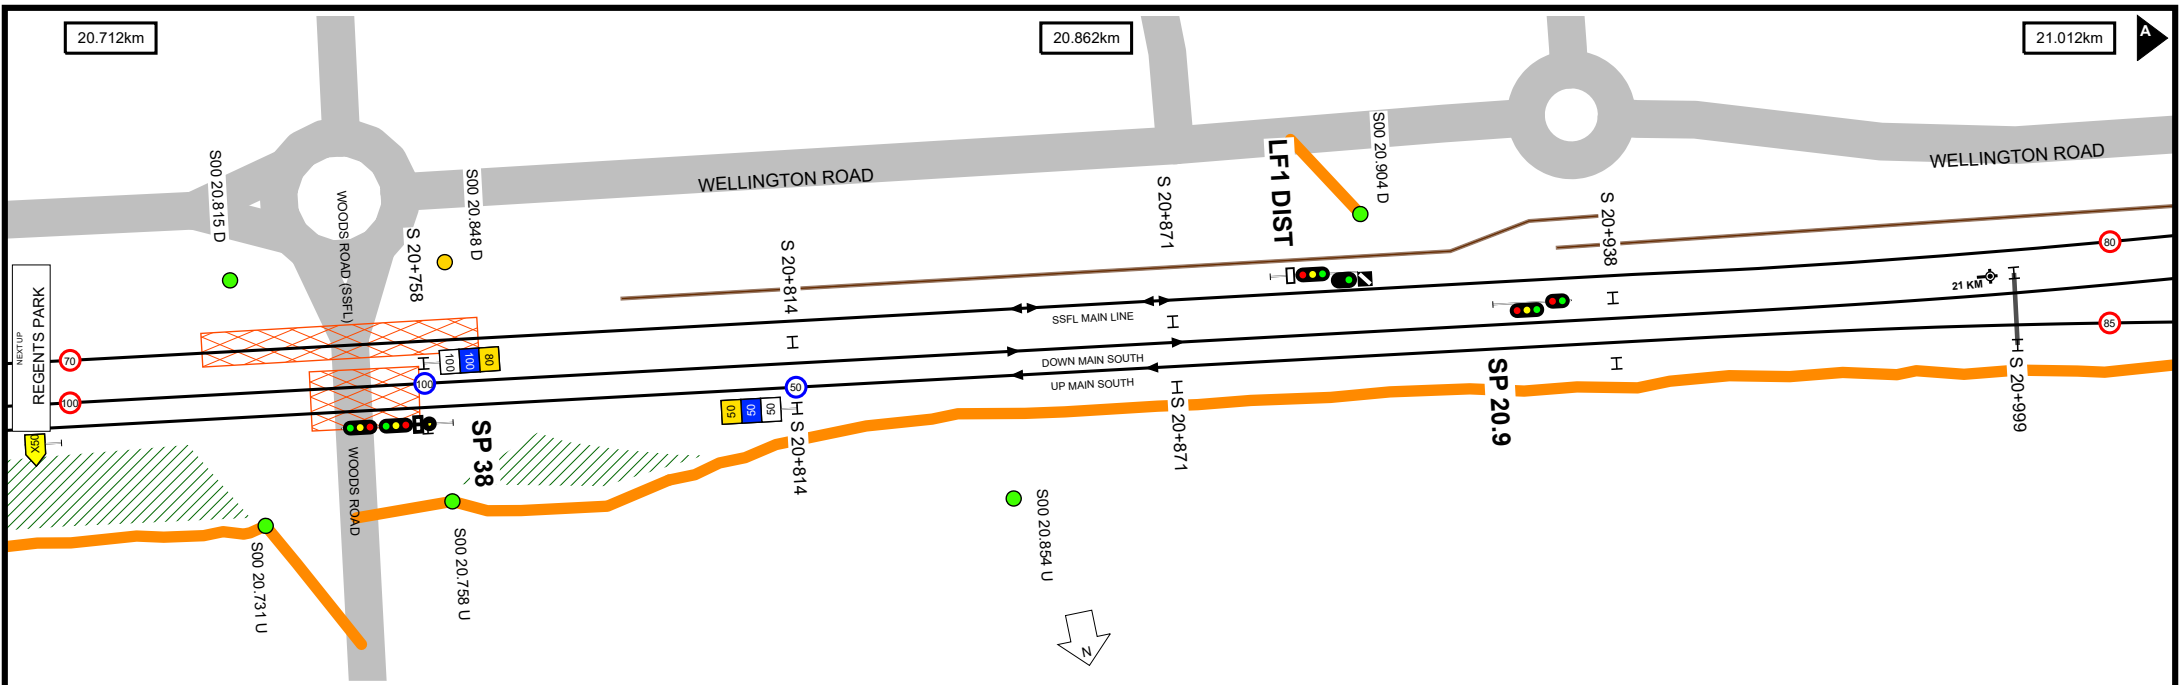 20.712km
20.862km
21.012km
A
S00 20.815 D
WOODS ROAD (SSFL)
S 20+758
S00 20.848 D
WELLINGTON ROAD
S 20+814
S 20+871
LF1 DIST
S00 20.904 D
S 20+938
WELLINGTON ROAD
NEXT UP
REGENTS PARK
70
100
X50
100
100
80
100
SSFL MAIN LINE
DOWN MAIN SOUTH
UP MAIN SOUTH
50
50
50
50
S 20+814
S 20+871
SP 38
SP 20.9
80
21 KM
85
S 20+999
WOODS ROAD
S00 20.731 U
S00 20.758 U
S00 20.854 U
N